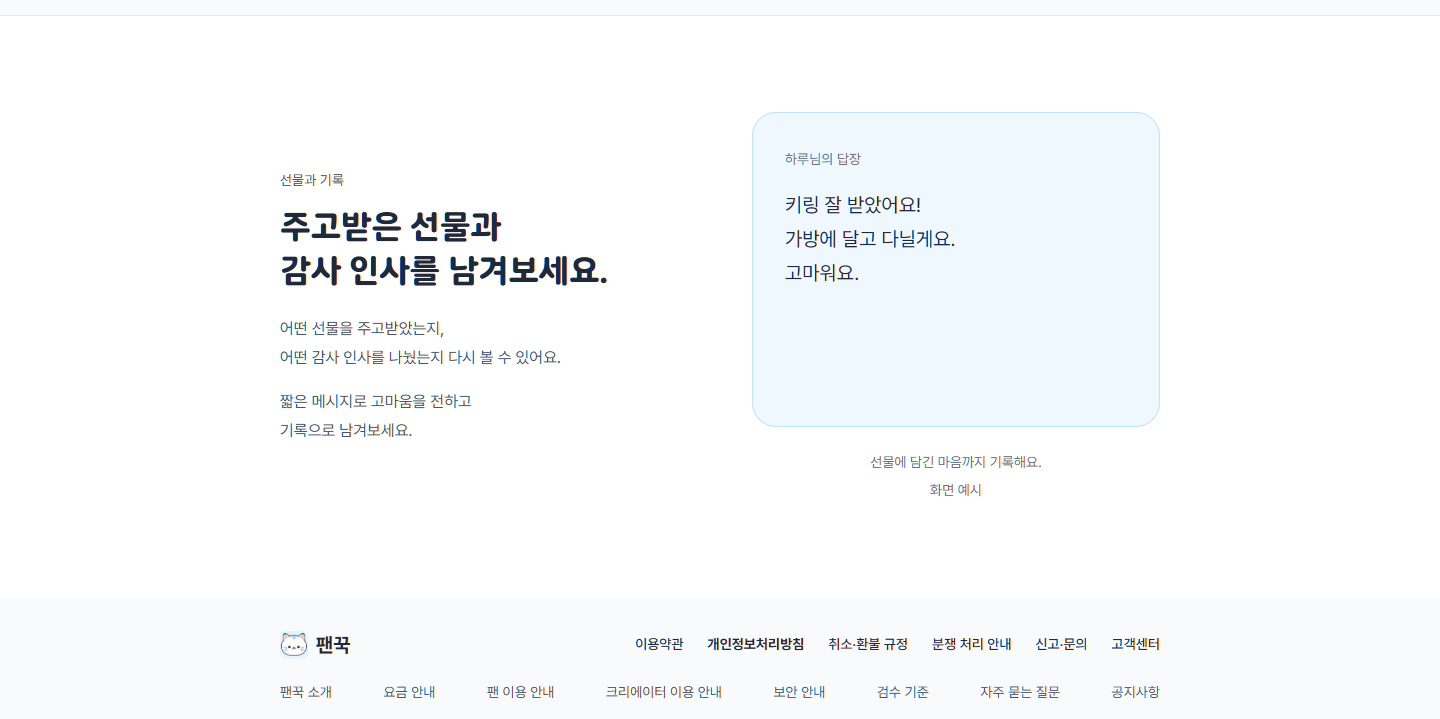 선물과 기록
주고받은 선물과
감사 인사를 남겨보세요.
어떤 선물을 주고받았는지,
어떤 감사 인사를 나눴는지 다시 볼 수 있어요.
짧은 메시지로 고마움을 전하고
기록으로 남겨보세요.
하루님의 답장
키링 잘 받았어요!
가방에 달고 다닐게요.
고마워요.
선물에 담긴 마음까지 기록해요.
화면 예시
팬꾹
이용약관 개인정보처리방침 취소·환불 규정 분쟁 처리 안내 신고·문의 고객센터
팬꾹 소개 요금 안내 팬 이용 안내 크리에이터 이용 안내 보안 안내 검수 기준 자주 묻는 질문 공지사항